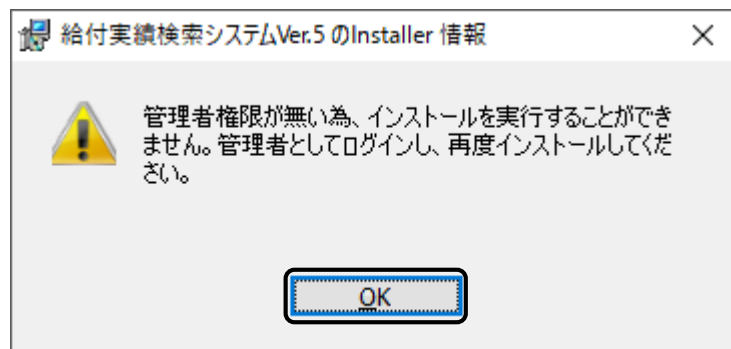 給付実績検索システムVer.5 のInstaller 情報
管理者権限が無い為、インストールを実行することができ
ません。管理者としてログインし、再度インストールしてくだ
さい。
OK